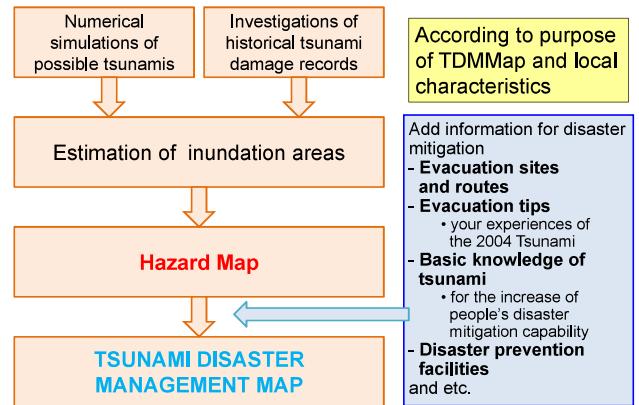 Numerical
simulations of
possible tsunamis
Investigations of
historical tsunami
damage records
According to purpose
of TDMMap and local
characteristics
Estimation of inundation areas
Hazard Map
TSUNAMI DISASTER
MANAGEMENT MAP
Add information for disaster
mitigation
- Evacuation sites
and routes
- Evacuation tips
• your experiences of
the 2004 Tsunami
- Basic knowledge of
tsunami
• for the increase of
people's disaster
mitigation capability
- Disaster prevention
facilities
and etc.